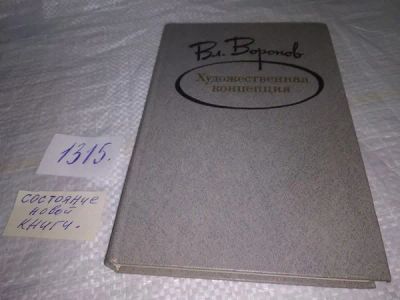 Вл. Воронов
Художественная
концепция
1315.
состояние
новой
книги.